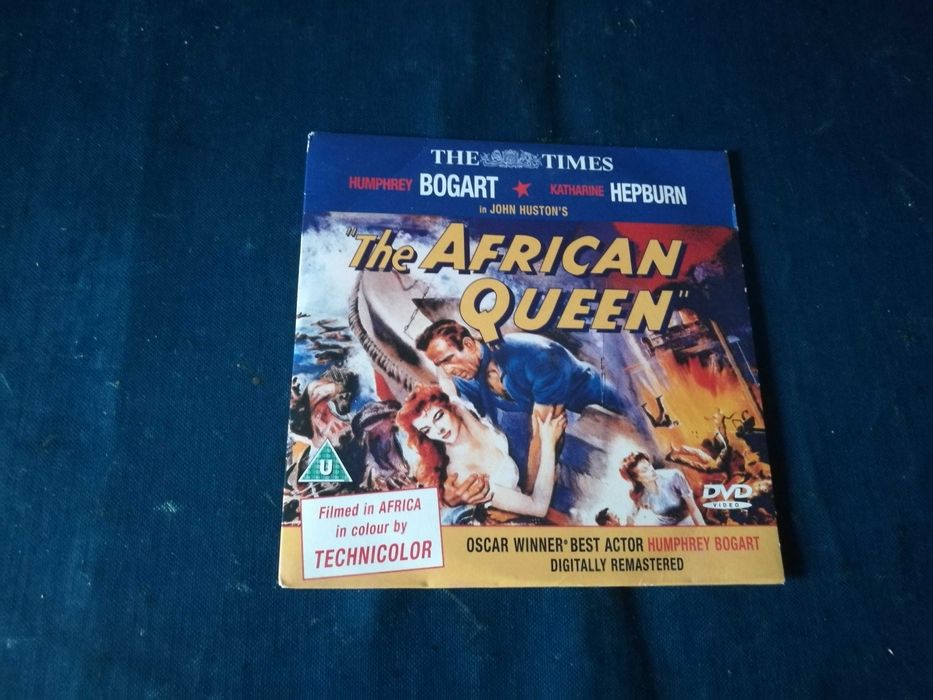 THE TIMES
HUMPHREY BOGART ★ KATHARINE HEPBURN
in JOHN HUSTON'S
"The AFRICAN
QUEEN"
U
Filmed in AFRICA
in colour by
TECHNICOLOR
DVD
VIDEO
OSCAR WINNER® BEST ACTOR HUMPHREY BOGART
DIGITALLY REMASTERED